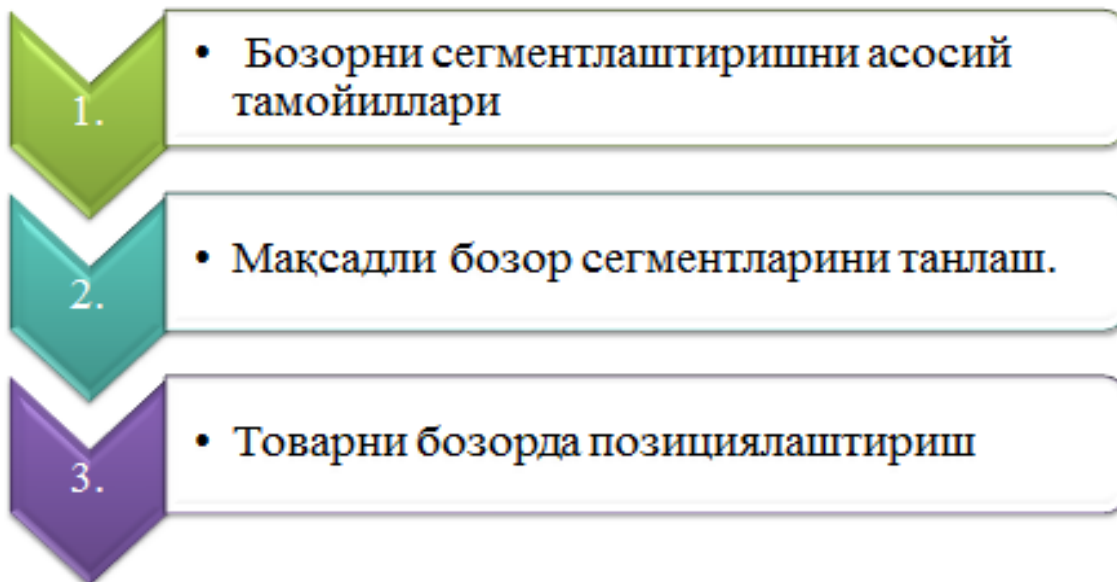 1.
• Бозорни сегментлаштиришни асосий
тамойиллари
2.
• Мақсадли бозор сегментларини танлаш.
3.
• Товарни бозорда позициялаштириш